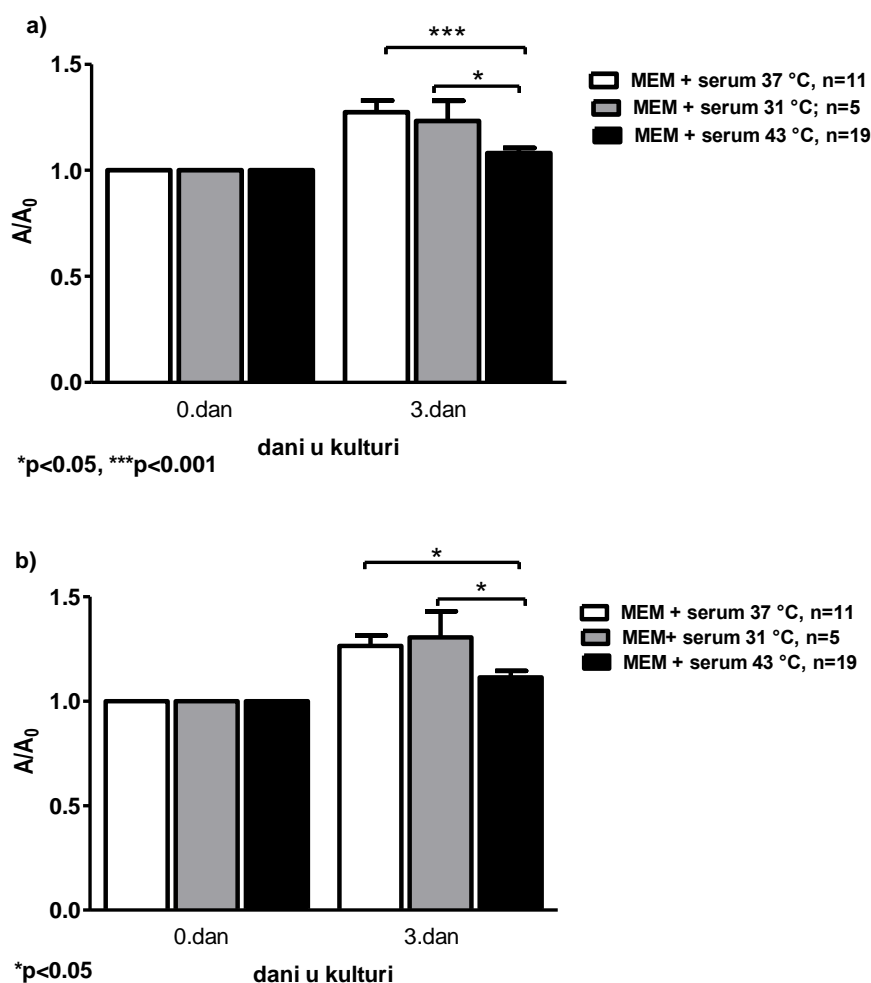 a)
***
*
1.5
1.0
0.5
0.0
A/A₀
0.dan
3.dan
dani u kulturi
*p<0.05, ***p<0.001
MEM + serum 37 °C, n=11
MEM + serum 31 °C; n=5
MEM + serum 43 °C, n=19
b)
*
*
1.5
1.0
0.5
0.0
A/A₀
0.dan
3.dan
dani u kulturi
*p<0.05
MEM + serum 37 °C, n=11
MEM+ serum 31 °C, n=5
MEM + serum 43 °C, n=19